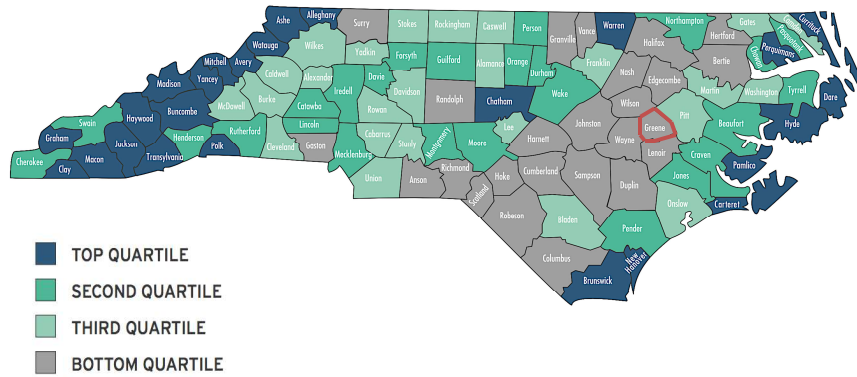 Ashe
Alleghany
Surry
Stokes
Rockingham
Caswell
Person
Granville
Vance
Warren
Northampton
Gates
Camden
Currituck
Pasquotank
Perquimans
Chowan
Hertford
Halifax
Bertie
Watauga
Wilkes
Yadkin
Forsyth
Guilford
Alamance
Orange
Durham
Franklin
Nash
Edgecombe
Martin
Washington
Tyrrell
Dare
Mitchell
Avery
Caldwell
Alexander
Davie
Iredell
Davidson
Randolph
Chatham
Wake
Wilson
Pitt
Beaufort
Hyde
Madison
Yancey
McDowell
Burke
Catawba
Rowan
Lee
Johnston
Greene
Swain
Haywood
Buncombe
Rutherford
Lincoln
Cabarrus
Stanly
Montgomery
Moore
Harnett
Wayne
Lenoir
Craven
Pamlico
Graham
Jackson
Henderson
Polk
Cleveland
Gaston
Mecklenburg
Cherokee
Clay
Macon
Transylvania
Union
Anson
Richmond
Scotland
Hoke
Cumberland
Sampson
Duplin
Jones
Onslow
Carteret
Robeson
Bladen
Pender
Columbus
Brunswick
New
Hanover
TOP QUARTILE
SECOND QUARTILE
THIRD QUARTILE
BOTTOM QUARTILE